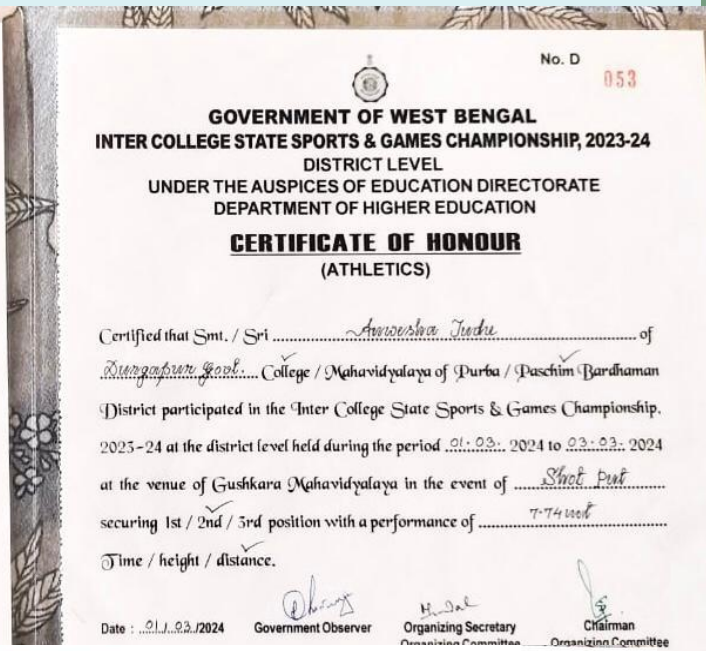 No. D
053
GOVERNMENT OF WEST BENGAL
INTER COLLEGE STATE SPORTS & GAMES CHAMPIONSHIP, 2023-24
DISTRICT LEVEL
UNDER THE AUSPICES OF EDUCATION DIRECTORATE
DEPARTMENT OF HIGHER EDUCATION
CERTIFICATE OF HONOUR
(ATHLETICS)
Certified that Smt. / Sri Anwesha Tudu of
Durgapur Govt. College / Mahavidyalaya of Purba / Paschim Bardhaman
District participated in the Inter College State Sports & Games Championship,
2023-24 at the district level held during the period 01.03. 2024 to 03.03. 2024
at the venue of Gushkara Mahavidyalaya in the event of Shot Put
securing 1st / 2nd / 3rd position with a performance of 7.74 mt
Time / height / distance.
Date : 01/03/2024 Government Observer Organizing Secretary Chairman
Organizing Committee Organizing Committee